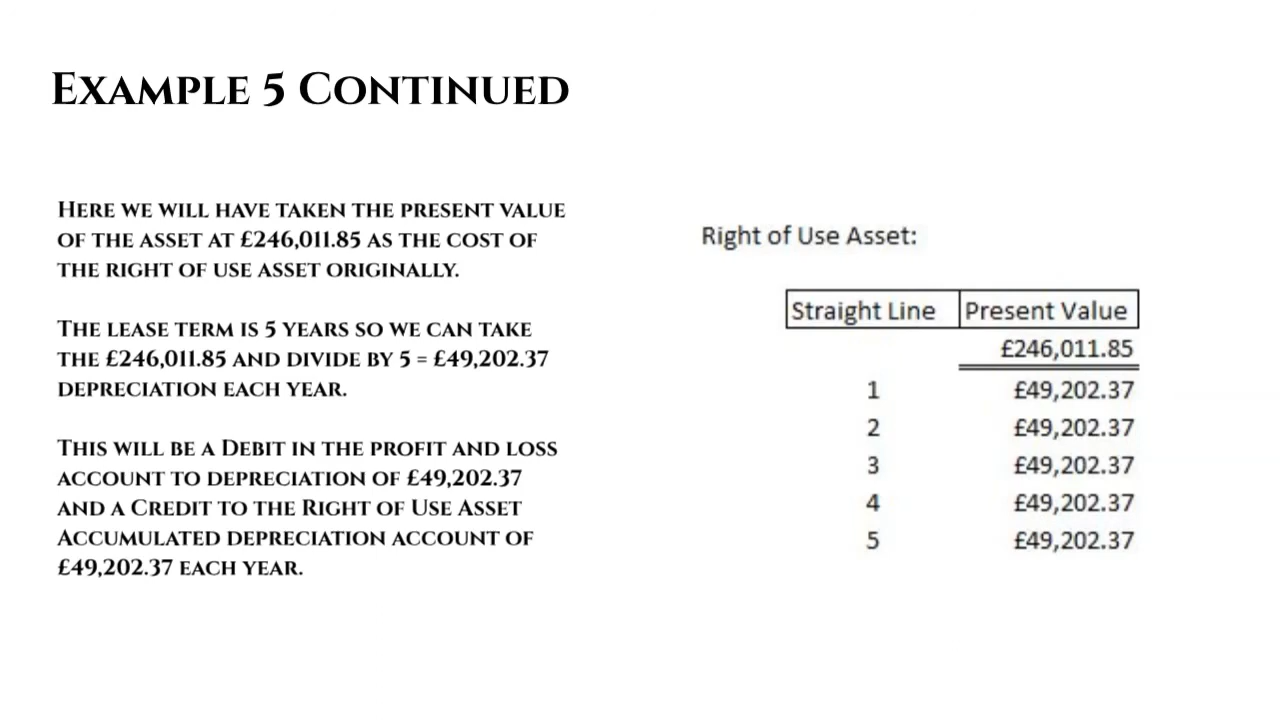 Example 5 Continued
Here we will have taken the present value
of the asset at £246,011.85 as the cost of
the right of use asset originally.
The lease term is 5 years so we can take
the £246,011.85 and divide by 5 = £49,202.37
depreciation each year.
This will be a Debit in the profit and loss
account to depreciation of £49,202.37
and a Credit to the Right of Use Asset
Accumulated depreciation account of
£49,202.37 each year.
Right of Use Asset:
Straight Line Present Value
£246,011.85
1 £49,202.37
2 £49,202.37
3 £49,202.37
4 £49,202.37
5 £49,202.37